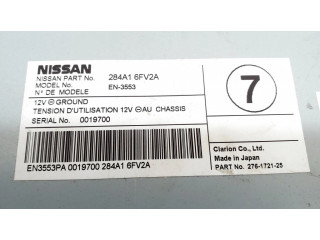 NISSAN
NISSAN PART No. 284A1 6FV2A
MODEL No. EN-3553
N° DE MODELE
12V ⊖ GROUND
TENSION D'UTILISATION 12V ⊖ AU CHASSIS
SERIAL No. 0019700
7
EN3553PA 0019700 284A1 6FV2A
Clarion Co., Ltd.
Made in Japan
PART No. 276-1721-25